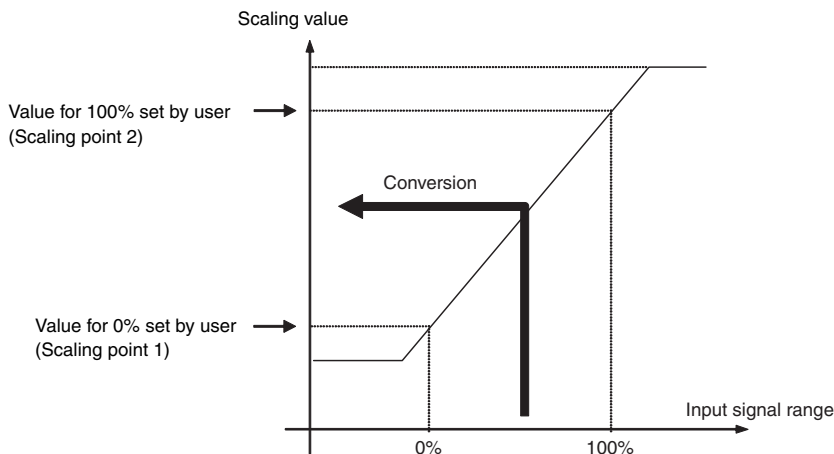 Scaling value
Value for 100% set by user
(Scaling point 2)
Conversion
Value for 0% set by user
(Scaling point 1)
Input signal range
0%
100%